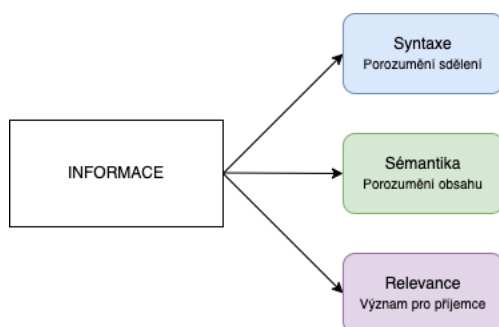 Syntaxe
Porozumění sdělení
INFORMACE
Sémantika
Porozumění obsahu
Relevance
Význam pro příjemce